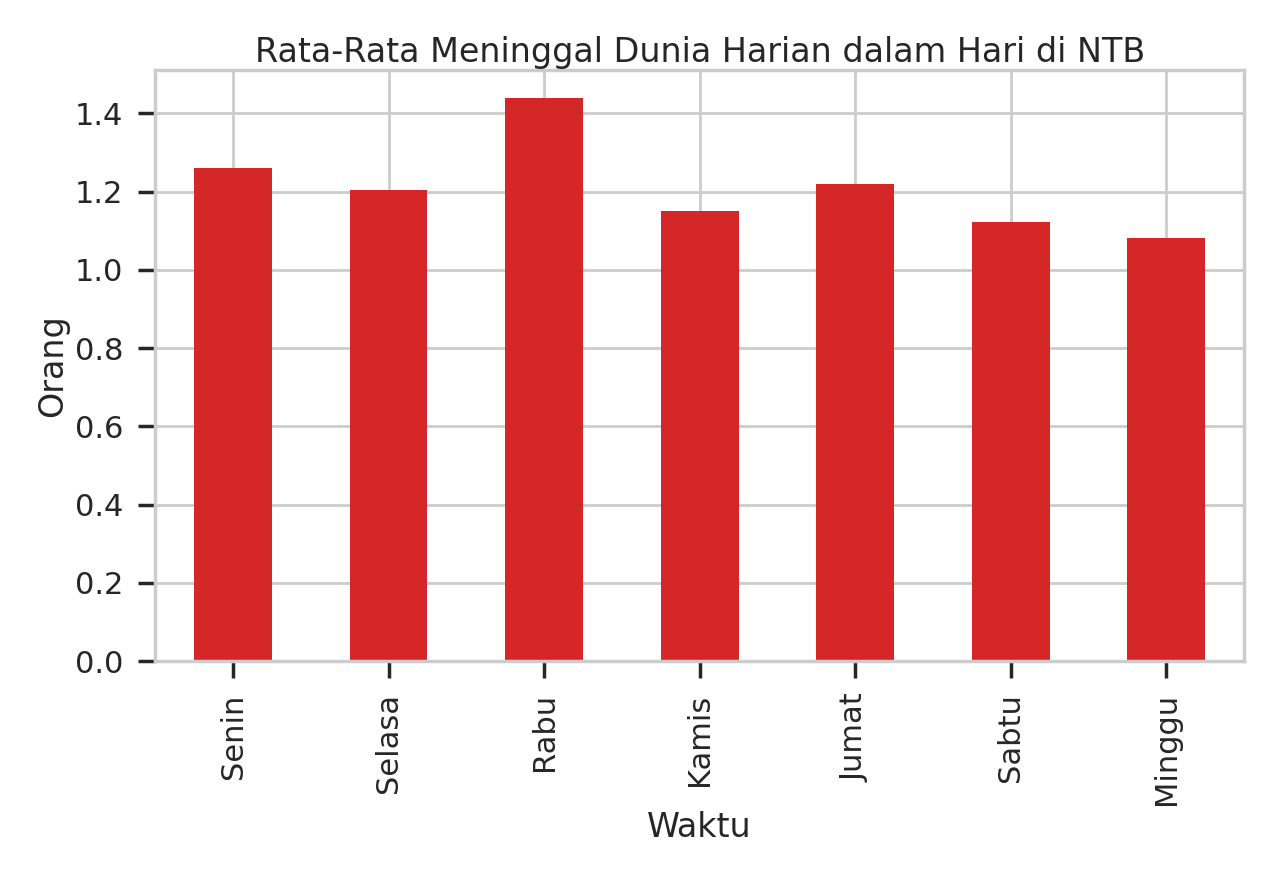 Rata-Rata Meninggal Dunia Harian dalam Hari di NTB
Orang
1.4
1.2
1.0
0.8
0.6
0.4
0.2
0.0
Senin
Selasa
Rabu
Kamis
Jumat
Sabtu
Minggu
Waktu